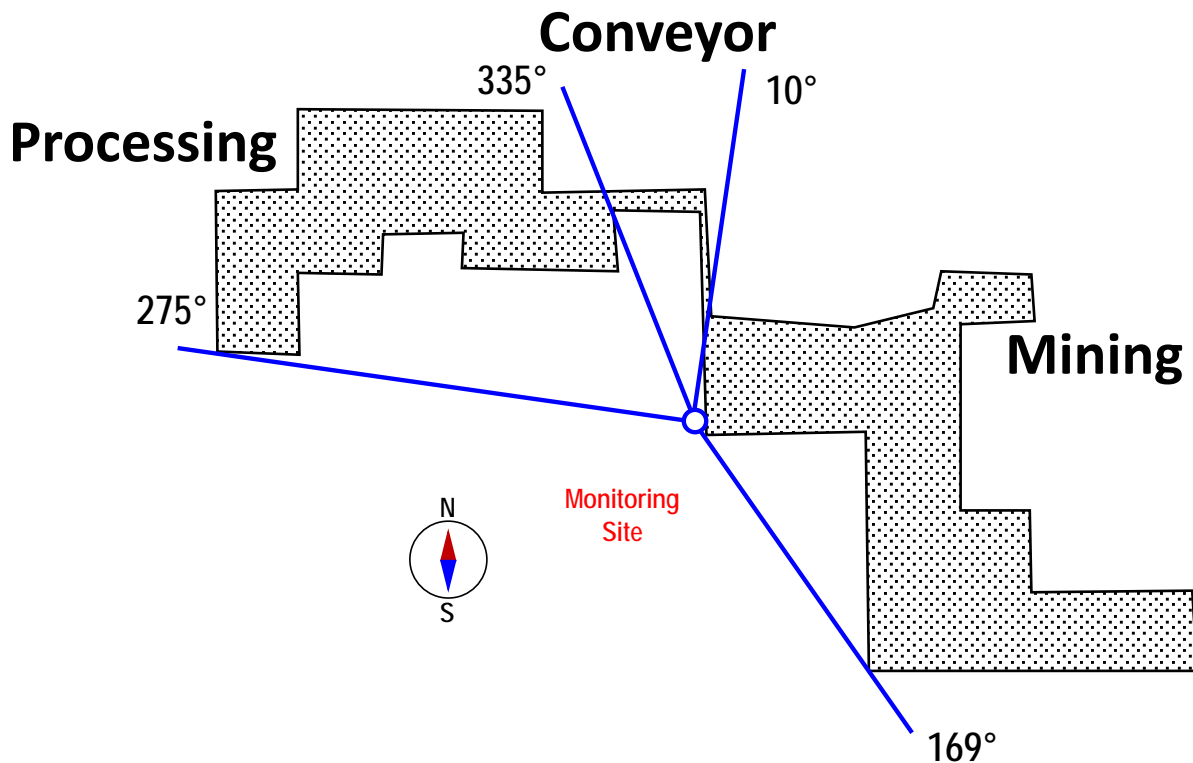 Conveyor
335°
10°
Processing
275°
Mining
Monitoring
Site
N
S
169°